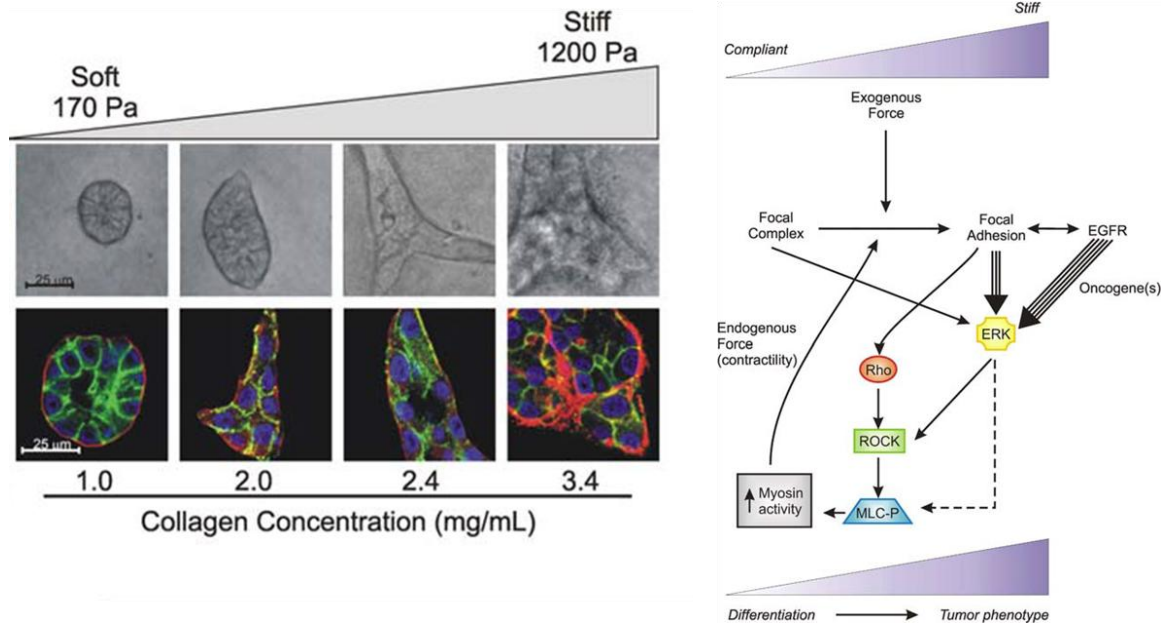 Soft
170 Pa
Stiff
1200 Pa
25 µm
25 µm
1.0 2.0 2.4 3.4
Collagen Concentration (mg/mL)
Stiff
Compliant
Exogenous
Force
Focal
Complex
Focal
Adhesion
EGFR
Oncogene(s)
ERK
Endogenous
Force
(contractility)
Rho
ROCK
Myosin
activity
MLC-P
Differentiation
Tumor phenotype